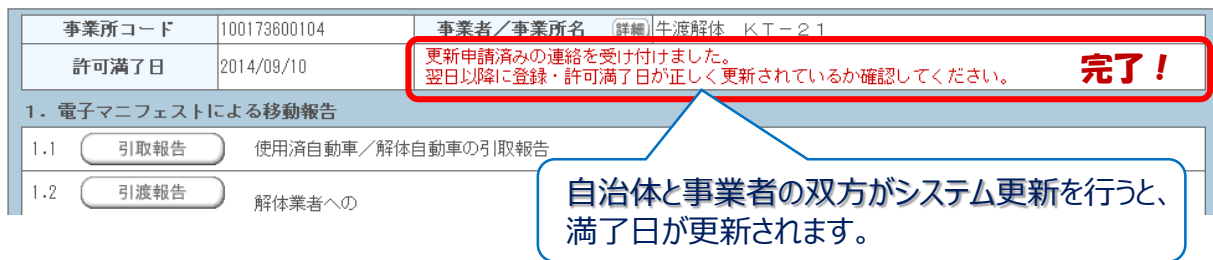 事業所コード 100173600104 事業者／事業所名 詳細 牛渡解体 ＫＴ－２１
許可満了日 2014/09/10 更新申請済みの連絡を受け付けました。
翌日以降に登録・許可満了日が正しく更新されているか確認してください。 完了！
１．電子マニフェストによる移動報告
1.1 引取報告 使用済自動車／解体自動車の引取報告
1.2 引渡報告 解体業者への
自治体と事業者の双方がシステム更新を行うと、
満了日が更新されます。